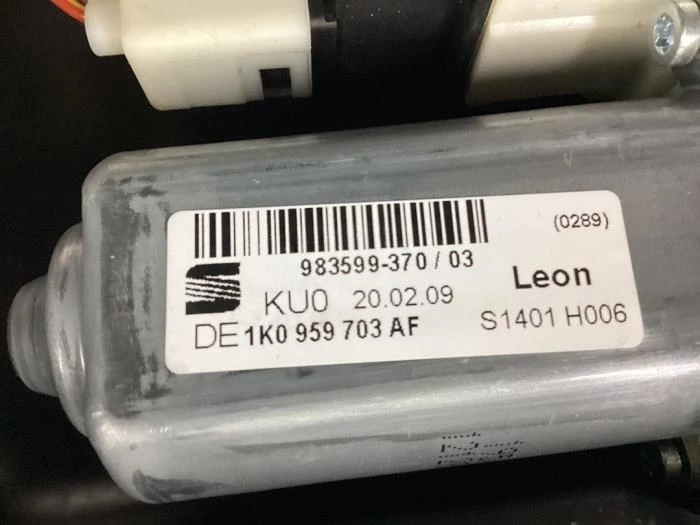 (0289)
983599-370 / 03
Leon
KU0 20.02.09
S1401 H006
DE 1K0 959 703 AF